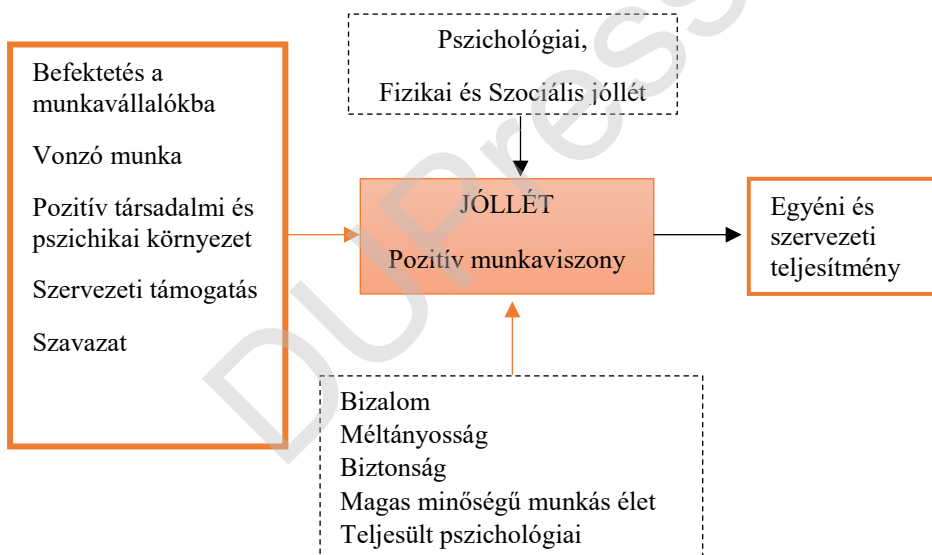 Pszichológiai,
Fizikai és Szociális jóllét
Befektetés a
munkavállalókba
Vonzó munka
Pozitív társadalmi és
pszichikai környezet
Szervezeti támogatás
Szavazat
JÓLLÉT
Pozitív munkaviszony
Egyéni és
szervezeti
teljesítmény
Bizalom
Méltányosság
Biztonság
Magas minőségű munkás élet
Teljesült pszichológiai
DUPress